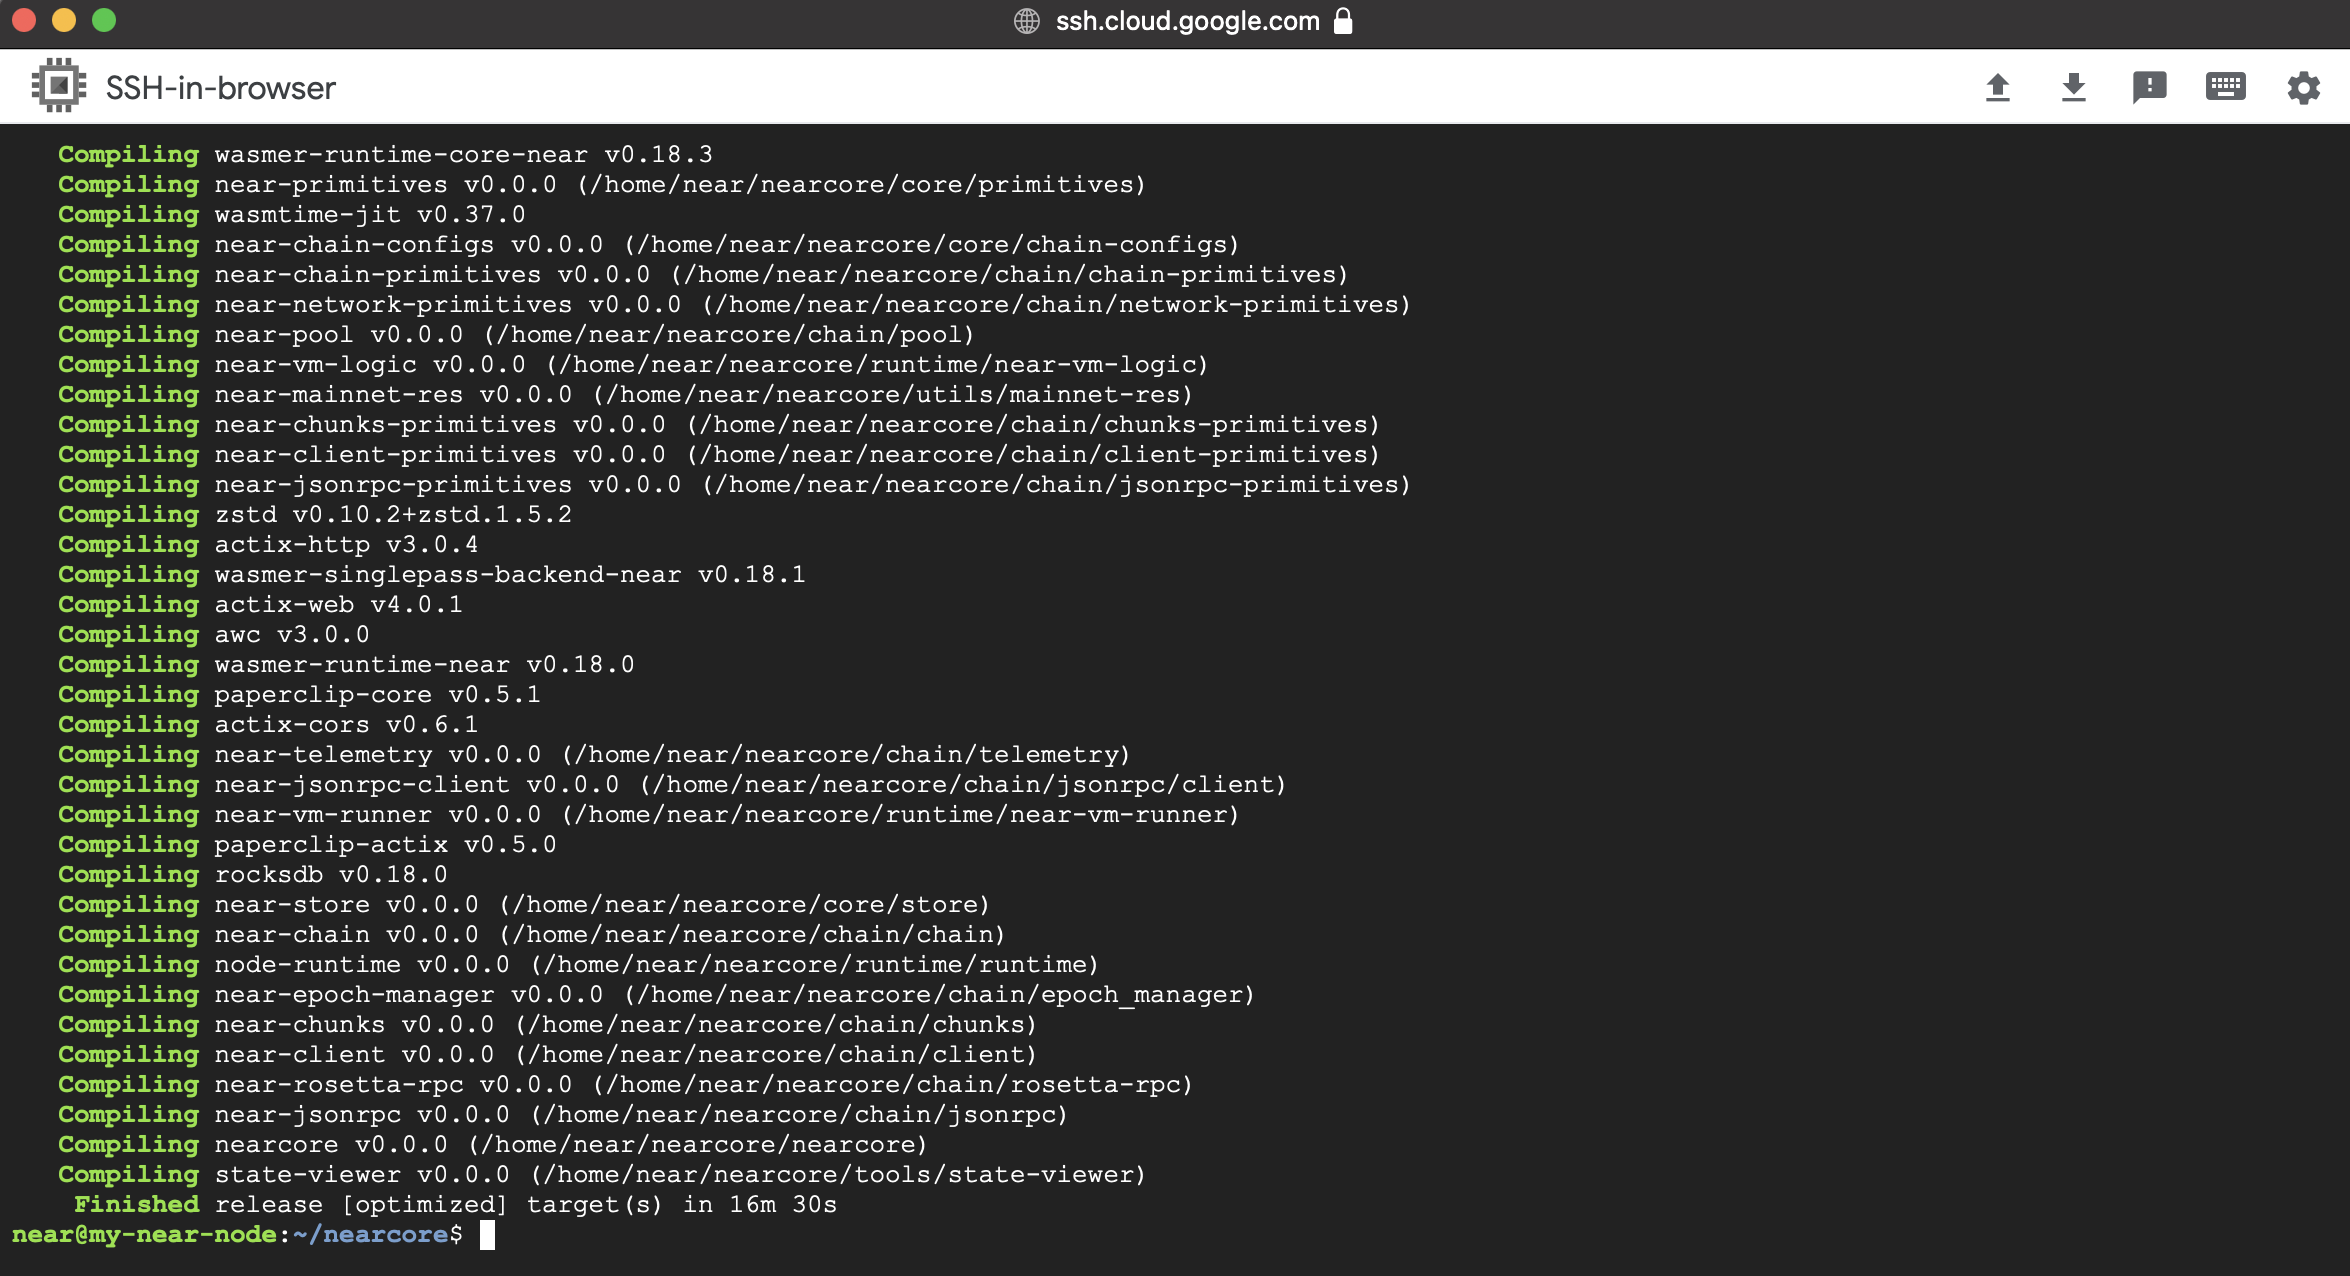 ssh.cloud.google.com
SSH-in-browser
Compiling wasmer-runtime-core-near v0.18.3
Compiling near-primitives v0.0.0 (/home/near/nearcore/core/primitives)
Compiling wasmtime-jit v0.37.0
Compiling near-chain-configs v0.0.0 (/home/near/nearcore/core/chain-configs)
Compiling near-chain-primitives v0.0.0 (/home/near/nearcore/chain/chain-primitives)
Compiling near-network-primitives v0.0.0 (/home/near/nearcore/chain/network-primitives)
Compiling near-pool v0.0.0 (/home/near/nearcore/chain/pool)
Compiling near-vm-logic v0.0.0 (/home/near/nearcore/runtime/near-vm-logic)
Compiling near-mainnet-res v0.0.0 (/home/near/nearcore/utils/mainnet-res)
Compiling near-chunks-primitives v0.0.0 (/home/near/nearcore/chain/chunks-primitives)
Compiling near-client-primitives v0.0.0 (/home/near/nearcore/chain/client-primitives)
Compiling near-jsonrpc-primitives v0.0.0 (/home/near/nearcore/chain/jsonrpc-primitives)
Compiling zstd v0.10.2+zstd.1.5.2
Compiling actix-http v3.0.4
Compiling wasmer-singlepass-backend-near v0.18.1
Compiling actix-web v4.0.1
Compiling awc v3.0.0
Compiling wasmer-runtime-near v0.18.0
Compiling paperclip-core v0.5.1
Compiling actix-cors v0.6.1
Compiling near-telemetry v0.0.0 (/home/near/nearcore/chain/telemetry)
Compiling near-jsonrpc-client v0.0.0 (/home/near/nearcore/chain/jsonrpc/client)
Compiling near-vm-runner v0.0.0 (/home/near/nearcore/runtime/near-vm-runner)
Compiling paperclip-actix v0.5.0
Compiling rocksdb v0.18.0
Compiling near-store v0.0.0 (/home/near/nearcore/core/store)
Compiling near-chain v0.0.0 (/home/near/nearcore/chain/chain)
Compiling node-runtime v0.0.0 (/home/near/nearcore/runtime/runtime)
Compiling near-epoch-manager v0.0.0 (/home/near/nearcore/chain/epoch_manager)
Compiling near-chunks v0.0.0 (/home/near/nearcore/chain/chunks)
Compiling near-client v0.0.0 (/home/near/nearcore/chain/client)
Compiling near-rosetta-rpc v0.0.0 (/home/near/nearcore/chain/rosetta-rpc)
Compiling near-jsonrpc v0.0.0 (/home/near/nearcore/chain/jsonrpc)
Compiling nearcore v0.0.0 (/home/near/nearcore/nearcore)
Compiling state-viewer v0.0.0 (/home/near/nearcore/tools/state-viewer)
Finished release [optimized] target(s) in 16m 30s
near@my-near-node:~/nearcore$